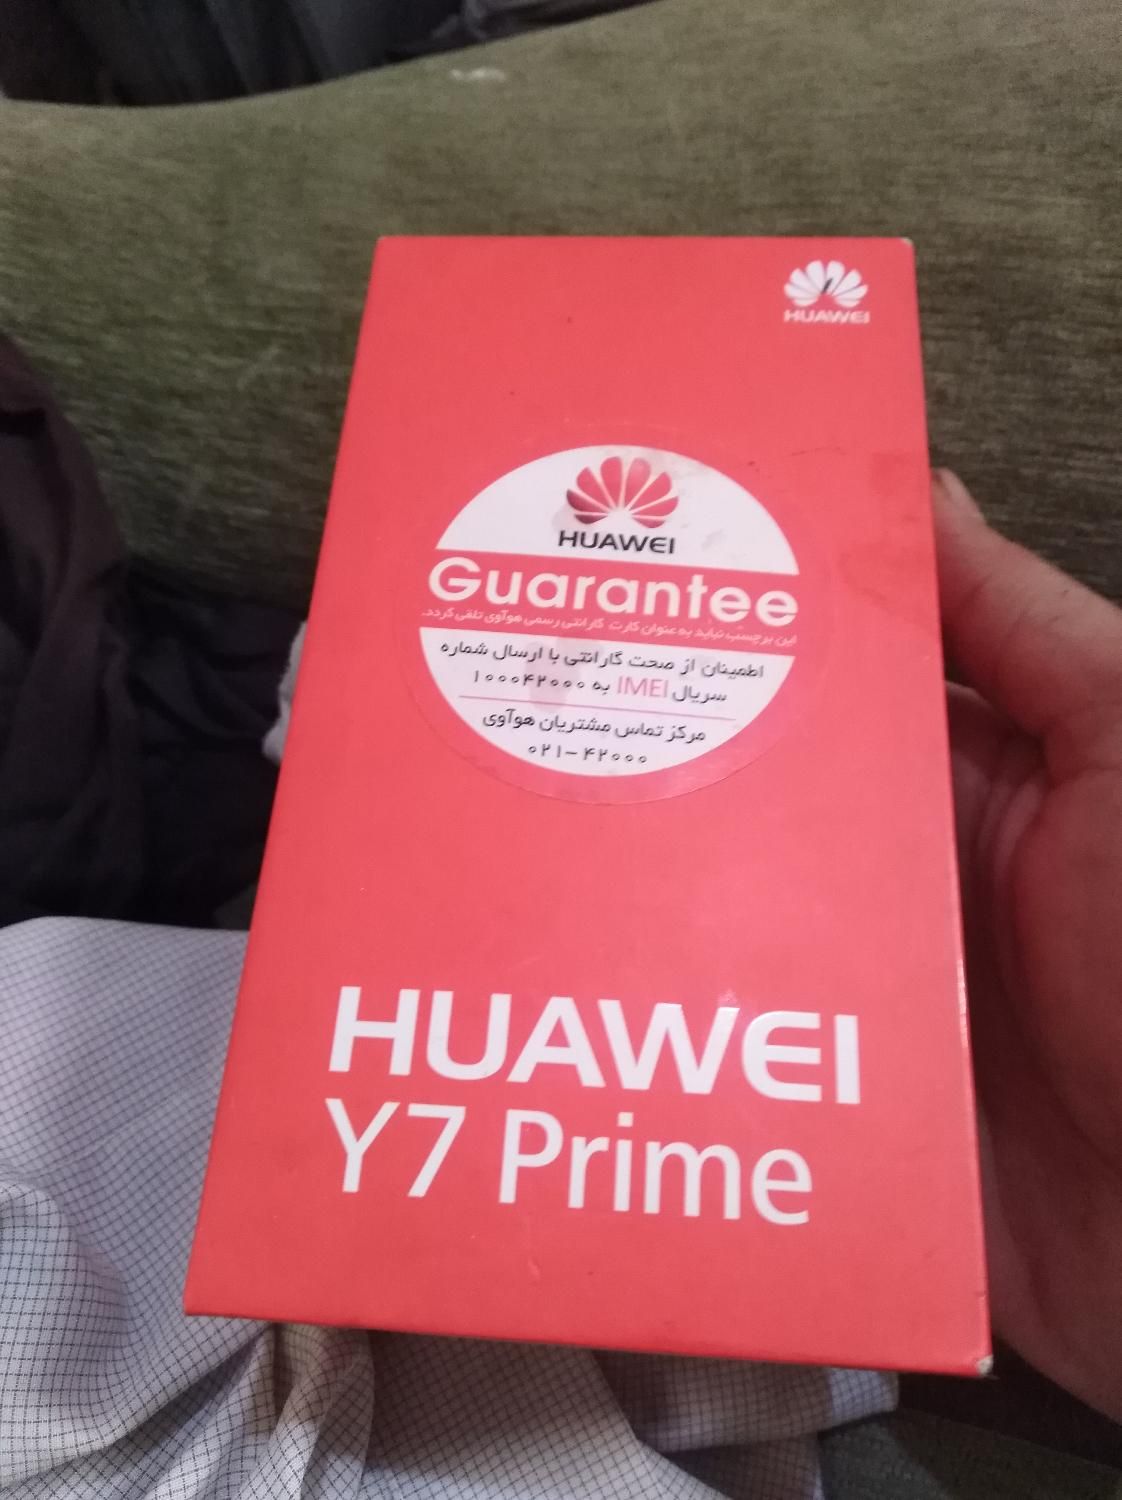 HUAWEI
HUAWEI
Guarantee
این برچسب نباید به عنوان کارت گارانتی رسمی هوآوی تلقی گردد.
اطمینان از صحت گارانتی با ارسال شماره
سریال IMEI به ۱۰۰۰۴۲۰۰۰
مرکز تماس مشتریان هوآوی
۰۲۱-۴۲۰۰۰
HUAWEI
Y7 Prime